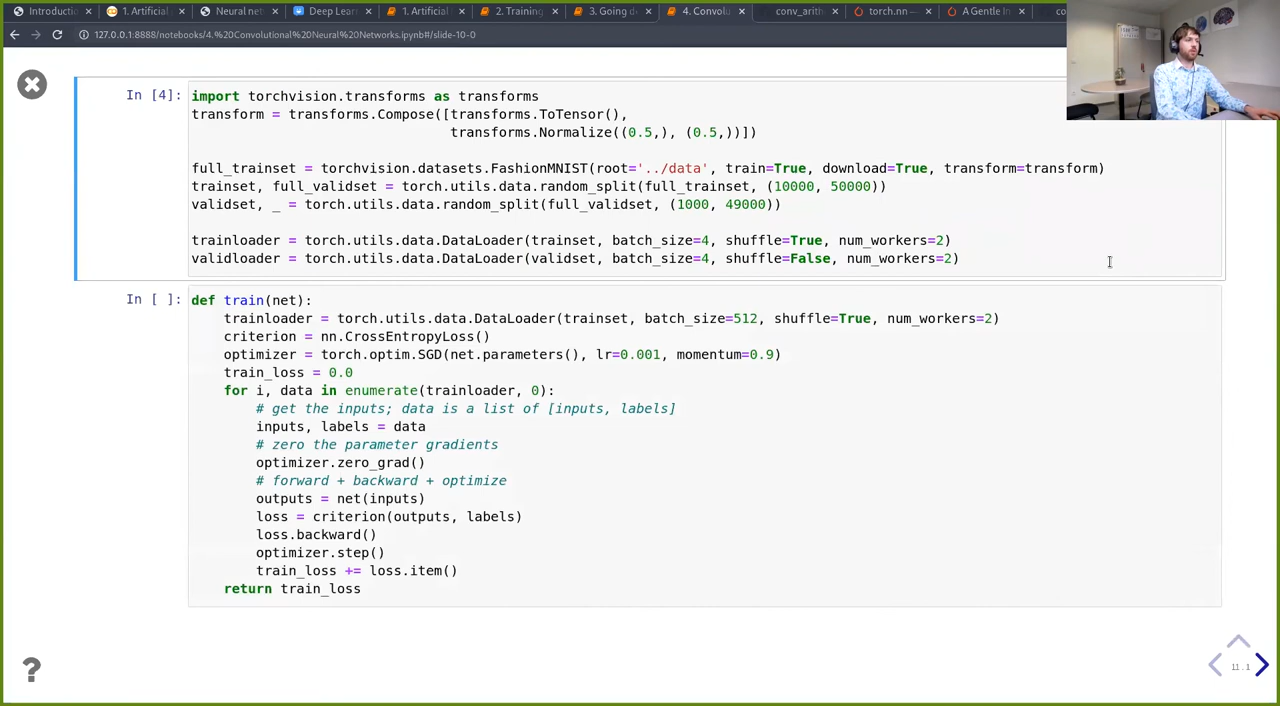 Introducti
1. Artificial
Neural net
Deep Learn
1. Artificial
2. Training
3. Going de
4. Convolu
conv_arith
torch.nn —
A Gentle In
co
127.0.0.1:8888/notebooks/4.%20Convolutional%20Neural%20Networks.ipynb#/slide-10-0
In [4]: import torchvision.transforms as transforms
transform = transforms.Compose([transforms.ToTensor(),
transforms.Normalize((0.5,), (0.5,))])
full_trainset = torchvision.datasets.FashionMNIST(root='../data', train=True, download=True, transform=transform)
trainset, full_validset = torch.utils.data.random_split(full_trainset, (10000, 50000))
validset, _ = torch.utils.data.random_split(full_validset, (1000, 49000))
trainloader = torch.utils.data.DataLoader(trainset, batch_size=4, shuffle=True, num_workers=2)
validloader = torch.utils.data.DataLoader(validset, batch_size=4, shuffle=False, num_workers=2)
In [ ]: def train(net):
trainloader = torch.utils.data.DataLoader(trainset, batch_size=512, shuffle=True, num_workers=2)
criterion = nn.CrossEntropyLoss()
optimizer = torch.optim.SGD(net.parameters(), lr=0.001, momentum=0.9)
train_loss = 0.0
for i, data in enumerate(trainloader, 0):
# get the inputs; data is a list of [inputs, labels]
inputs, labels = data
# zero the parameter gradients
optimizer.zero_grad()
# forward + backward + optimize
outputs = net(inputs)
loss = criterion(outputs, labels)
loss.backward()
optimizer.step()
train_loss += loss.item()
return train_loss
?
11.1